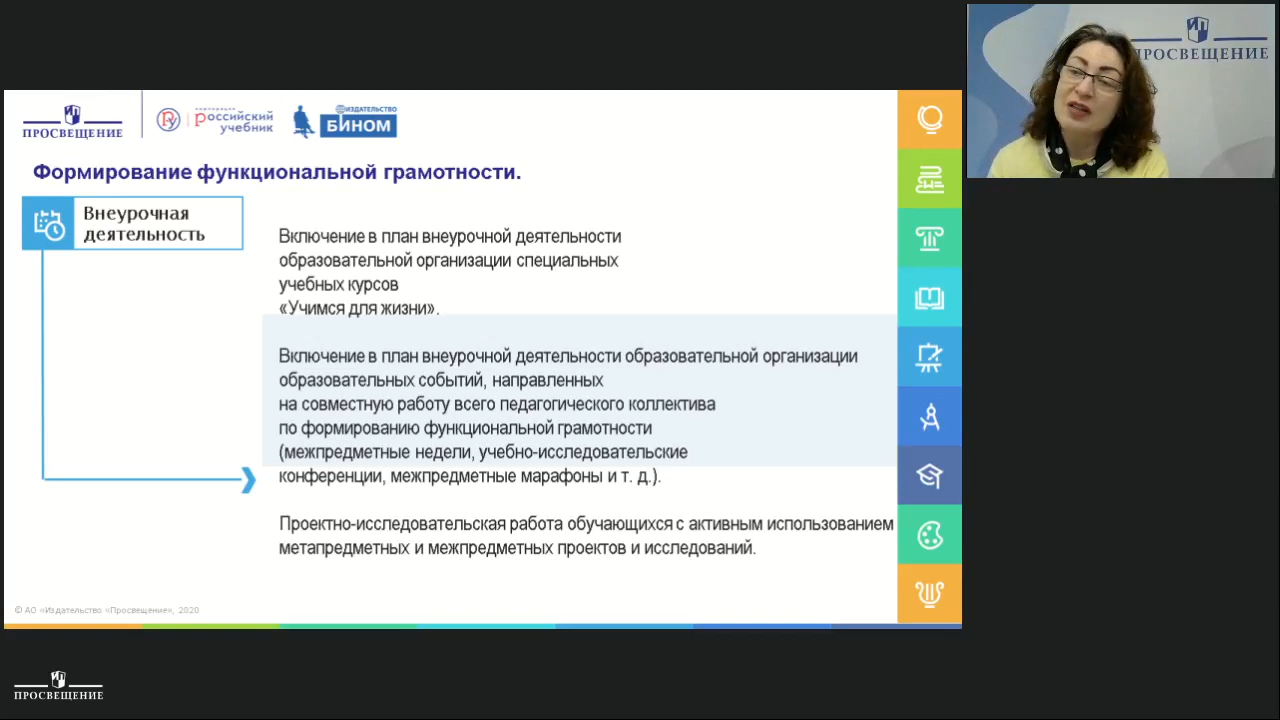 ПРОСВЕЩЕНИЕ
ПРОСВЕЩЕНИЕ
корпорация
российский
учебник
ИЗДАТЕЛЬСТВО
БИНОМ
Формирование функциональной грамотности.
Внеурочная
деятельность
Включение в план внеурочной деятельности
образовательной организации специальных
учебных курсов
«Учимся для жизни».
Включение в план внеурочной деятельности образовательной организации
образовательных событий, направленных
на совместную работу всего педагогического коллектива
по формированию функциональной грамотности
(межпредметные недели, учебно-исследовательские
конференции, межпредметные марафоны и т. д.).
Проектно-исследовательская работа обучающихся с активным использованием
метапредметных и межпредметных проектов и исследований.
© АО «Издательство «Просвещение», 2020
ПРОСВЕЩЕНИЕ